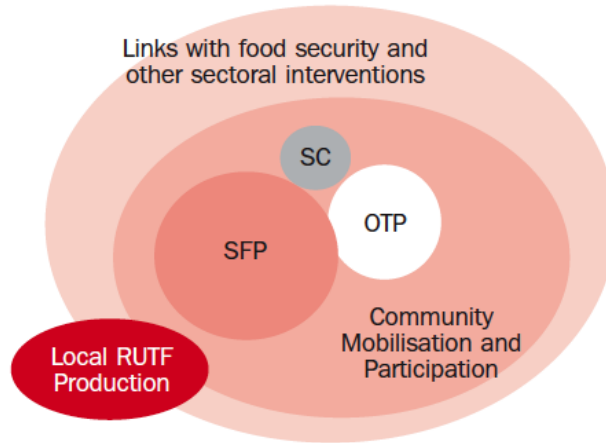 Links with food security and
other sectoral interventions
SC
OTP
SFP
Community
Mobilisation and
Participation
Local RUTF
Production